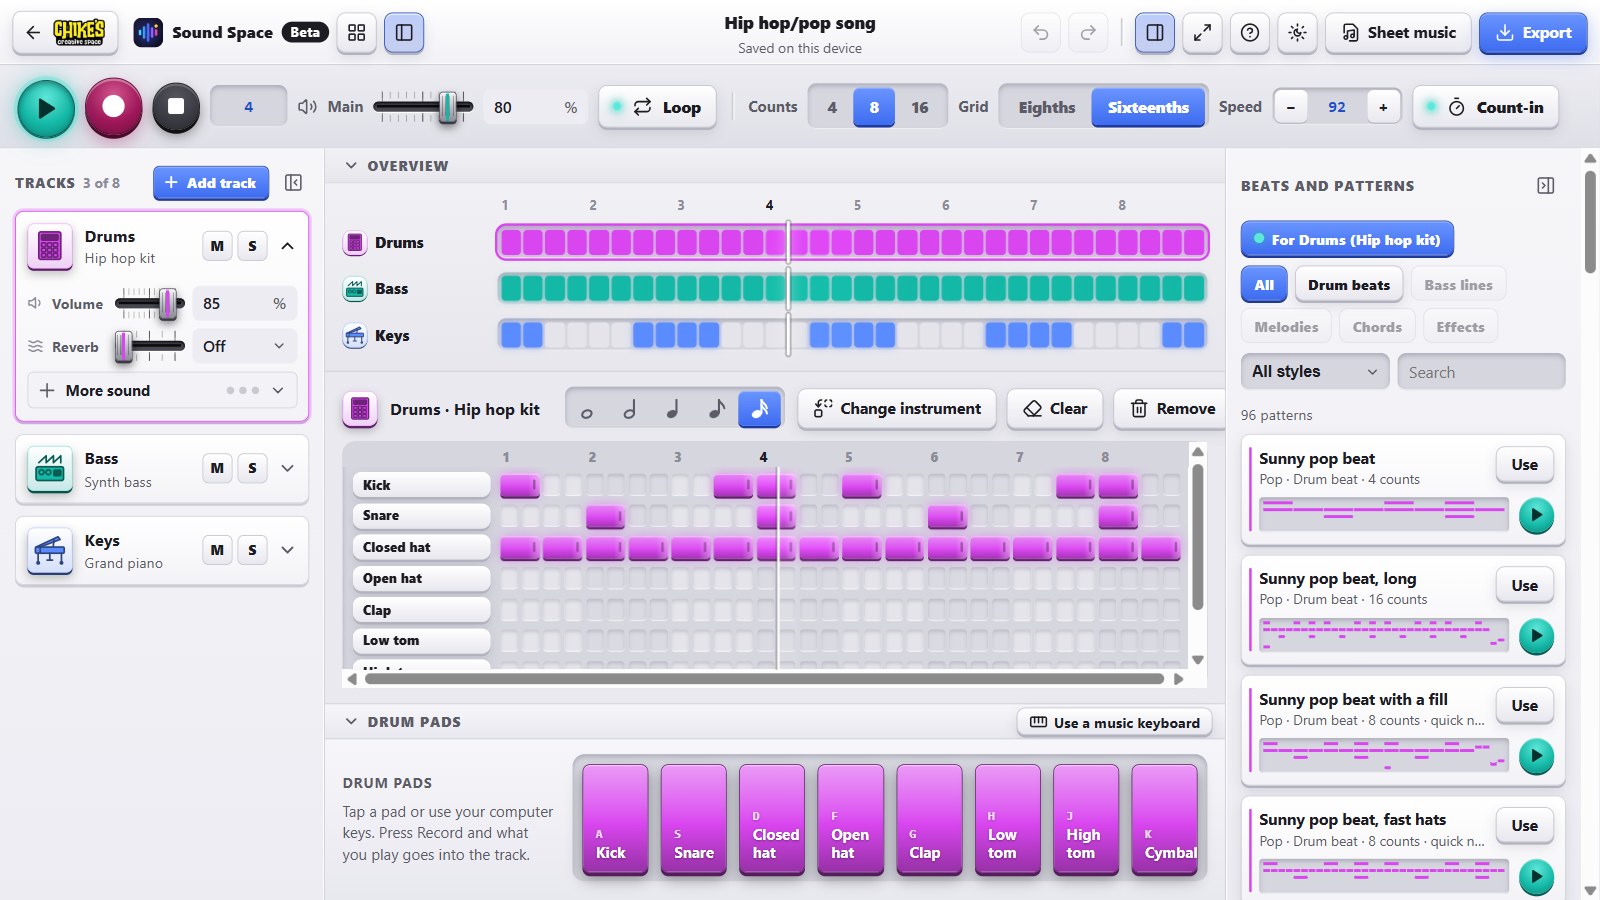 CHIKE'S
creative space
Sound Space
Beta
Hip hop/pop song
Saved on this device
Sheet music
Export
4
Main
80
%
Loop
Counts
4
8
16
Grid
Eighths
Sixteenths
Speed
−
92
+
Count-in
TRACKS
3 of 8
+ Add track
Drums
Hip hop kit
M
S
Volume
85
%
Reverb
Off
More sound
Bass
Synth bass
M
S
Keys
Grand piano
M
S
OVERVIEW
1 2 3 4 5 6 7 8
Drums
Bass
Keys
Drums · Hip hop kit
Change instrument
Clear
Remove
1 2 3 4 5 6 7 8
Kick
Snare
Closed hat
Open hat
Clap
Low tom
DRUM PADS
Use a music keyboard
DRUM PADS
Tap a pad or use your computer
keys. Press Record and what
you play goes into the track.
A
Kick
S
Snare
D
Closed
hat
F
Open
hat
G
Clap
H
Low
tom
J
High
tom
K
Cymbal
BEATS AND PATTERNS
For Drums (Hip hop kit)
All
Drum beats
Bass lines
Melodies
Chords
Effects
All styles
Search
96 patterns
Sunny pop beat
Pop · Drum beat · 4 counts
Use
Sunny pop beat, long
Pop · Drum beat · 16 counts
Use
Sunny pop beat with a fill
Pop · Drum beat · 8 counts · quick n...
Use
Sunny pop beat, fast hats
Pop · Drum beat · 8 counts · quick n...
Use